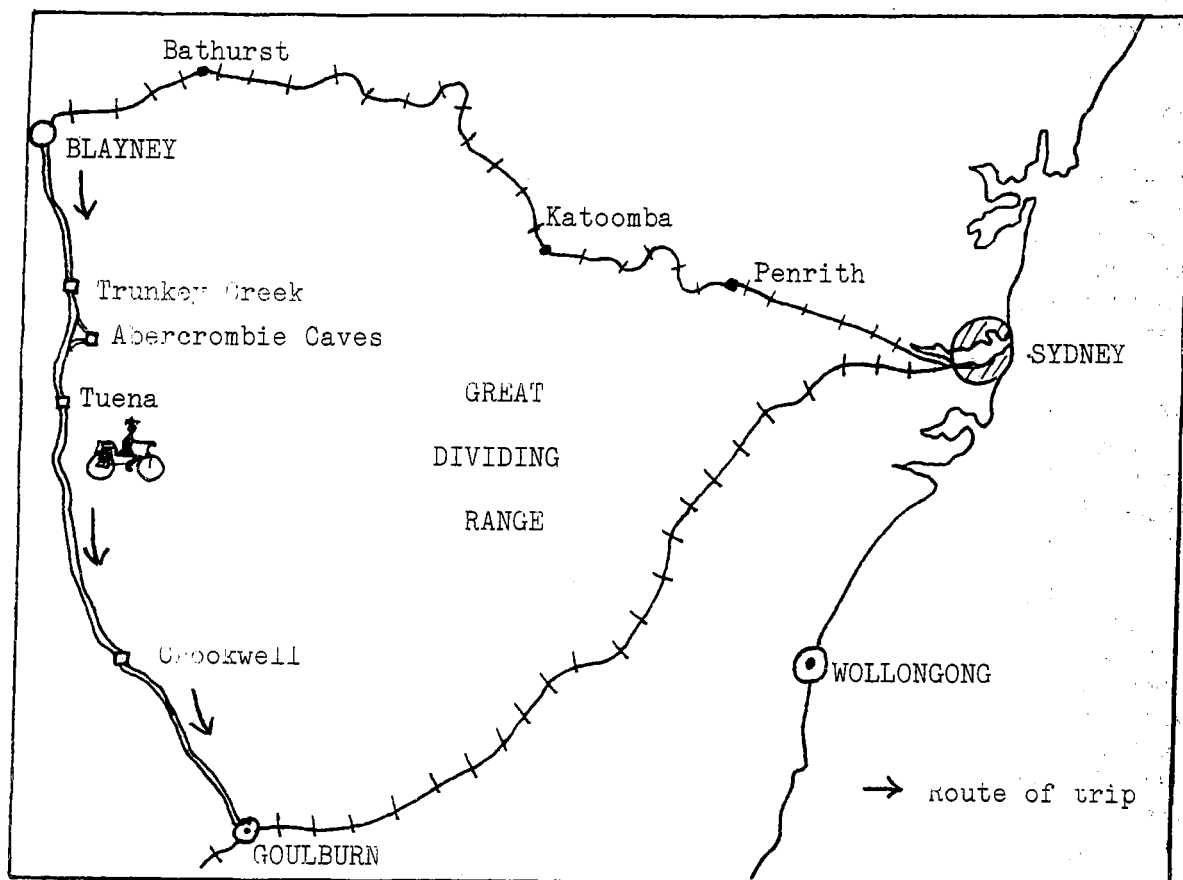 Bathurst
BLAYNEY
Katoomba
Penrith
Trunkey Creek
Abercrombie Caves
SYDNEY
Tuena
GREAT
DIVIDING
RANGE
Crookwell
WOLLONGONG
Route of trip
GOULBURN